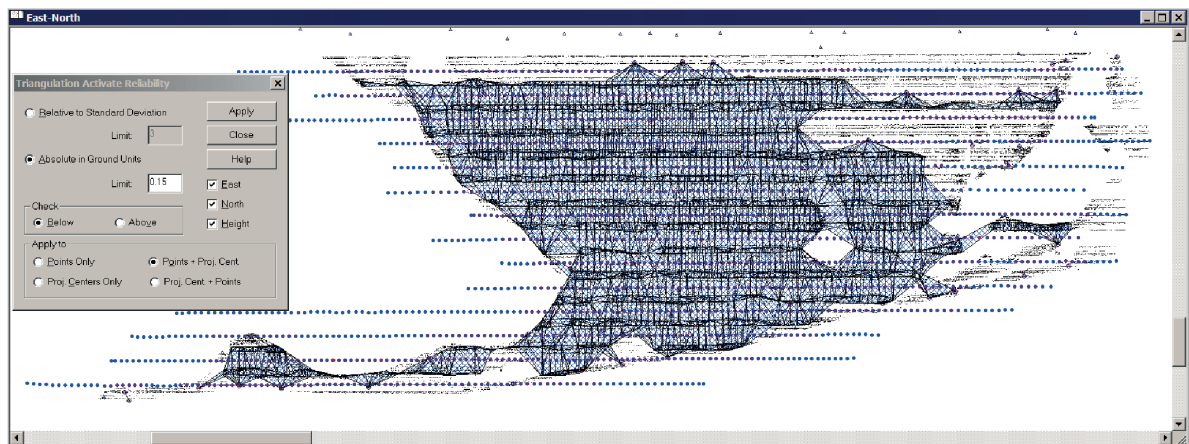 East-North
Triangulation Activate Reliability
Relative to Standard Deviation
Apply
Limit: 3
Close
Absolute in Ground Units
Help
Limit: 0.15
East
North
Check
Below Above
Height
Apply to
Points Only Points + Proj. Cent.
Proj. Centers Only Proj. Cent. + Points